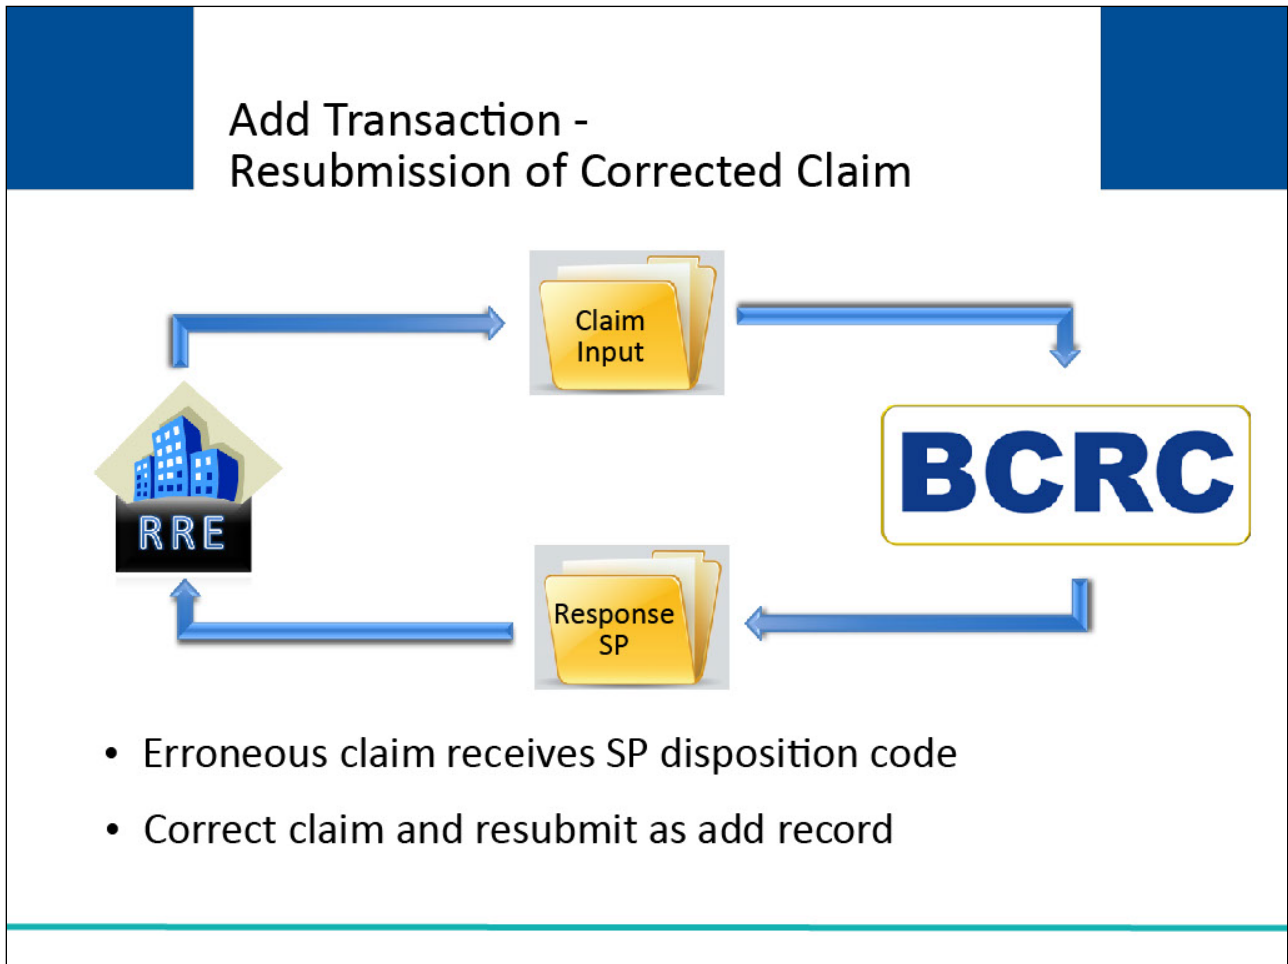 Add Transaction -
Resubmission of Corrected Claim
Claim
Input
RRE
BCRC
Response
SP
• Erroneous claim receives SP disposition code
• Correct claim and resubmit as add record